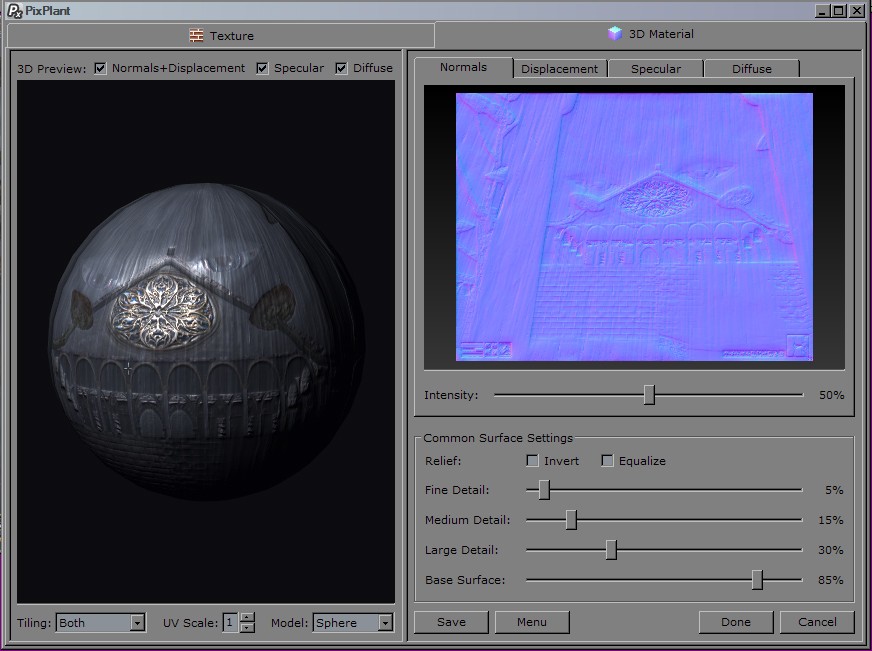 PixPlant
Texture
3D Material
3D Preview: Normals+Displacement Specular Diffuse
Normals Displacement Specular Diffuse
Intensity: 50%
Common Surface Settings
Relief: Invert Equalize
Fine Detail: 5%
Medium Detail: 15%
Large Detail: 30%
Base Surface: 85%
Tiling: Both UV Scale: 1 Model: Sphere
Save Menu Done Cancel